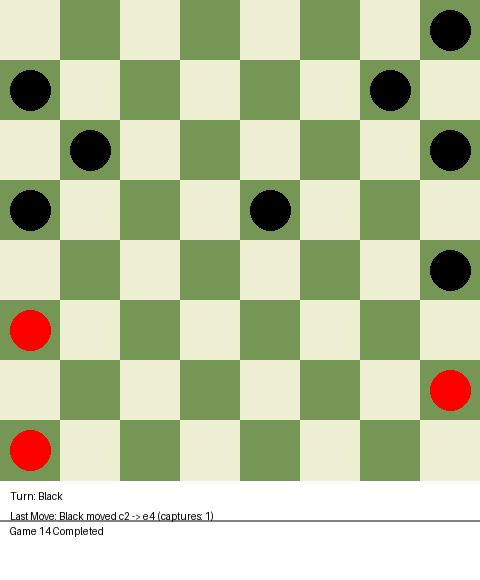 Turn: Black
Last Move: Black moved c2 -> e4 (captures: 1)
Game 14 Completed